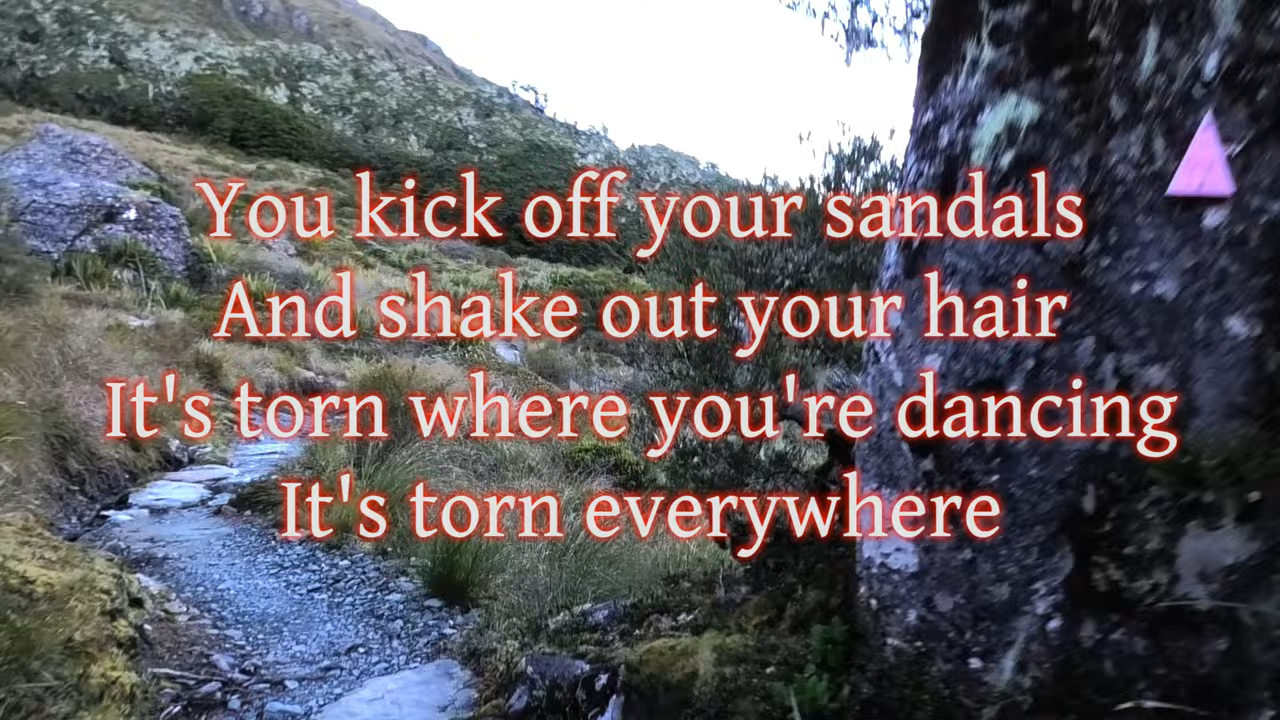 You kick off your sandals
And shake out your hair
It's torn where you're dancing
It's torn everywhere